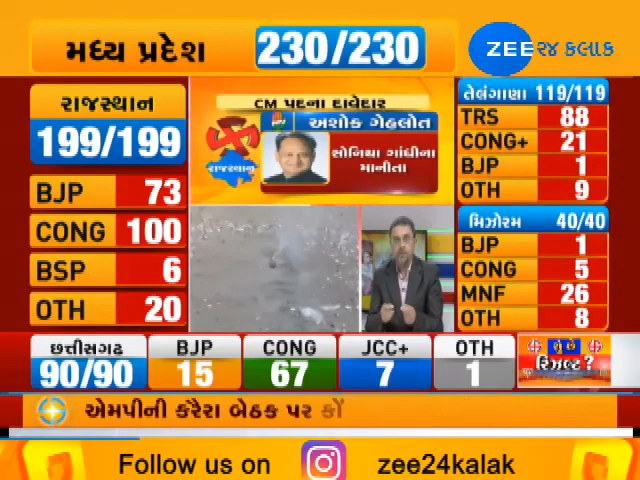 મધ્ય પ્રદેશ 230/230
ZEE ૨૪ કલાક
રાજસ્થાન
199/199
BJP 73
CONG 100
BSP 6
OTH 20
CM પદના દાવેદાર
અશોક ગેહલોત
સોનિયા ગાંધીના
માનીતા
રાજસ્થાન
તેલંગાણા 119/119
TRS 88
CONG+ 21
BJP 1
OTH 9
મિઝોરમ 40/40
BJP 1
CONG 5
MNF 26
OTH 8
છત્તીસગઢ BJP CONG JCC+ OTH
90/90 15 67 7 1
શું છે
રિઝલ્ટ?
એમપીની કરૈરા બેઠક પર કોં
Follow us on zee24kalak